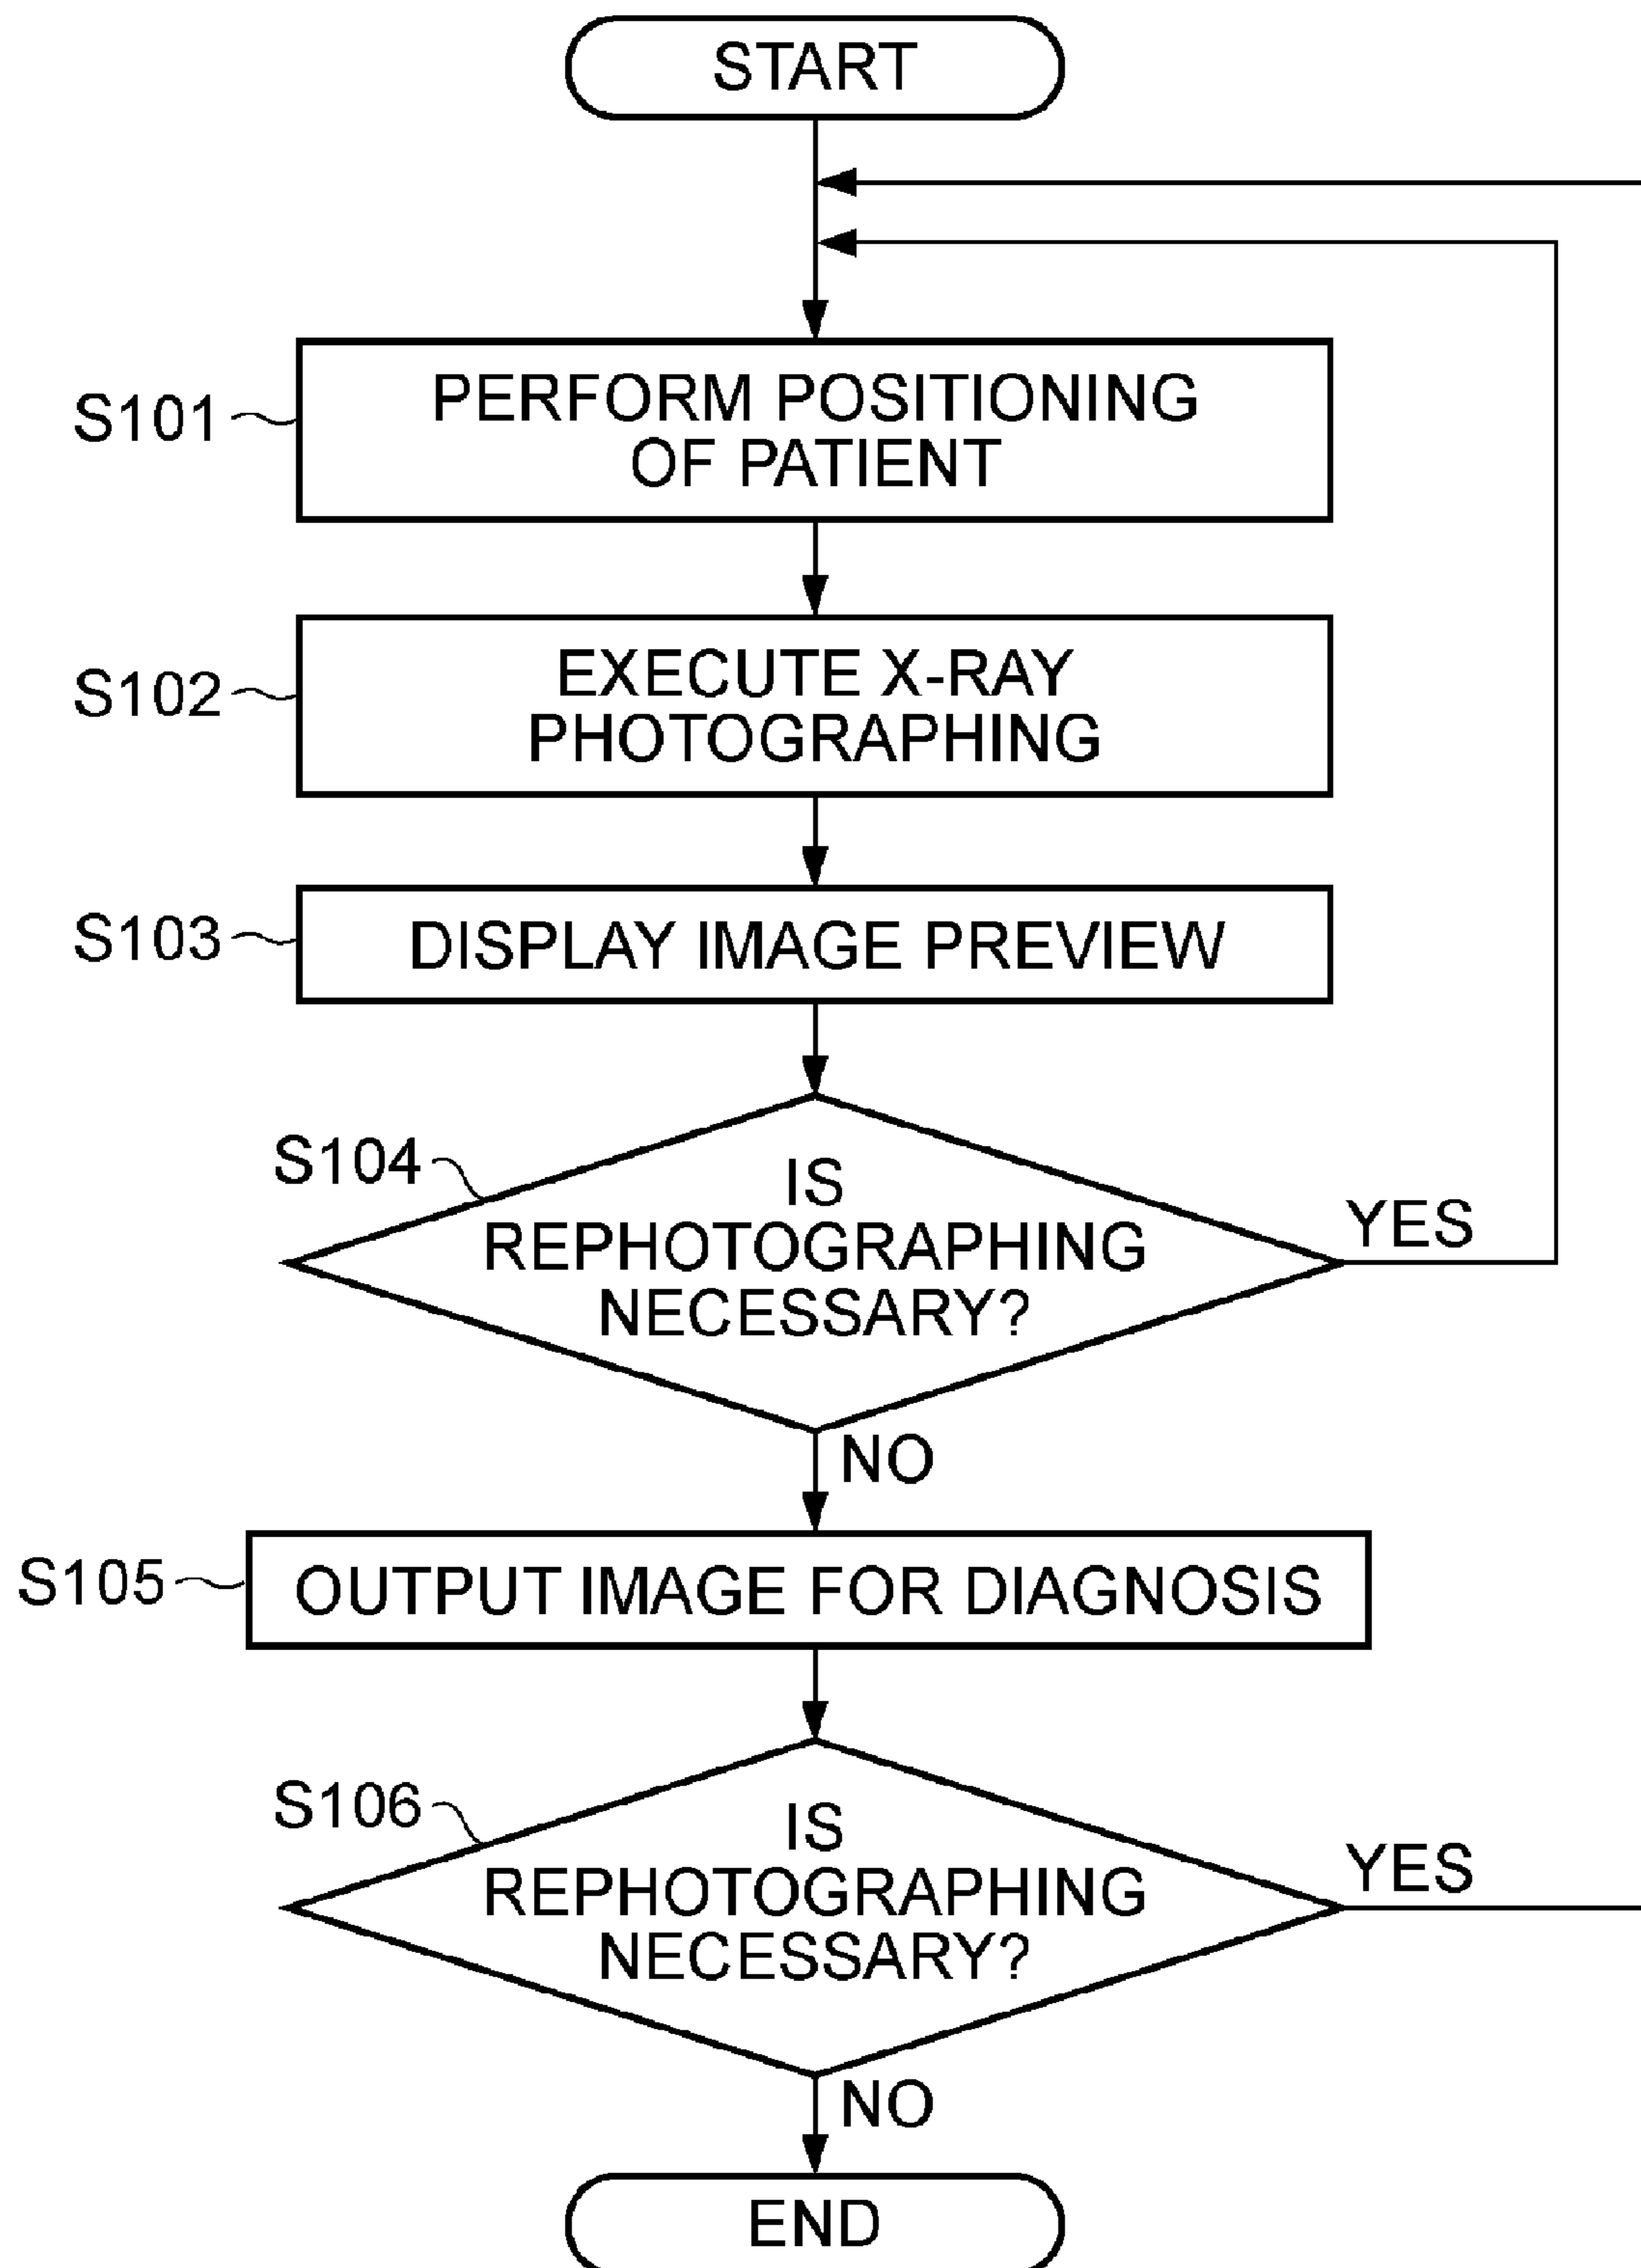 START
S101
PERFORM POSITIONING
OF PATIENT
S102
EXECUTE X-RAY
PHOTOGRAPHING
S103
DISPLAY IMAGE PREVIEW
S104
IS
REPHOTOGRAPHING
NECESSARY?
YES
NO
S105
OUTPUT IMAGE FOR DIAGNOSIS
S106
IS
REPHOTOGRAPHING
NECESSARY?
YES
NO
END